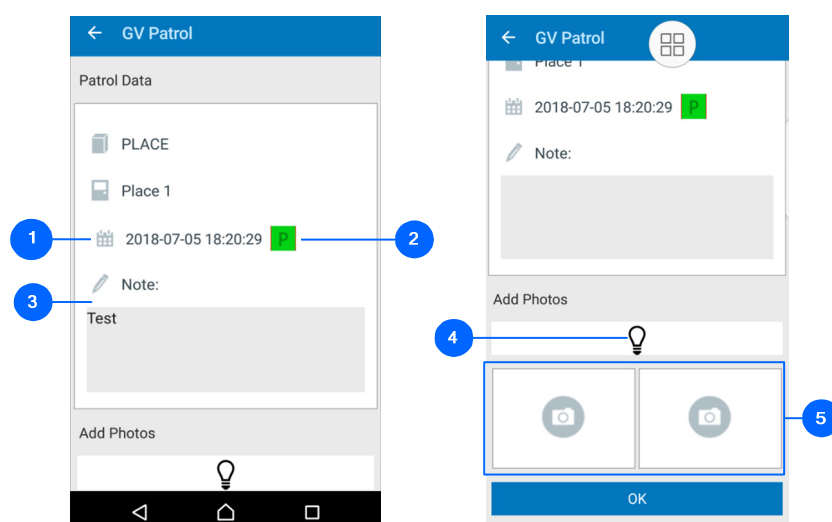 GV Patrol
Patrol Data
PLACE
Place 1
1
2018-07-05 18:20:29
P
2
Note:
3
Test
Add Photos
GV Patrol
Place 1
2018-07-05 18:20:29
P
Note:
Add Photos
4
5
OK